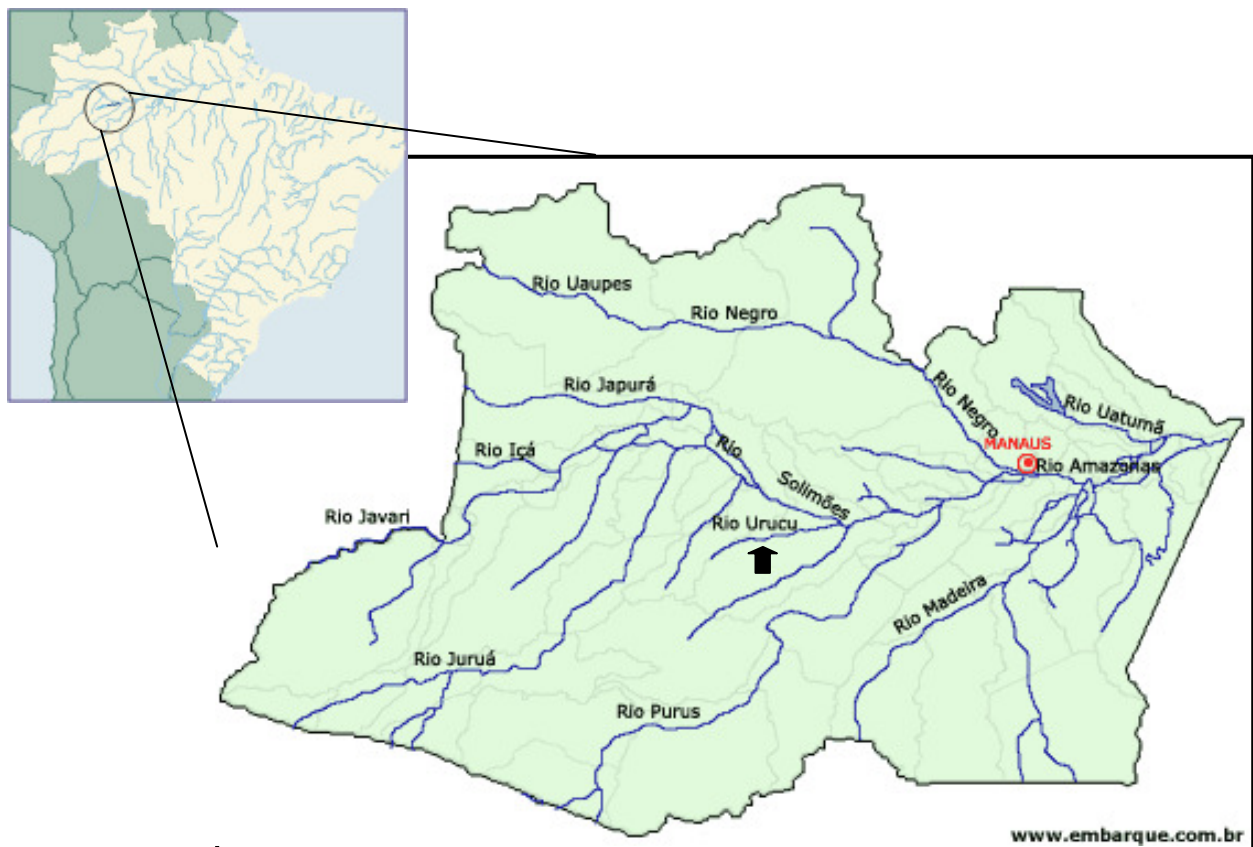 Rio Uaupes
Rio Negro
Rio Japurá
Rio Negro
Rio Uatumã
Rio Içá
Rio
Solimões
MANAUS
Rio Amazonas
Rio Javari
Rio Urucu
Rio Madeira
Rio Juruá
Rio Purus
www.embarque.com.br